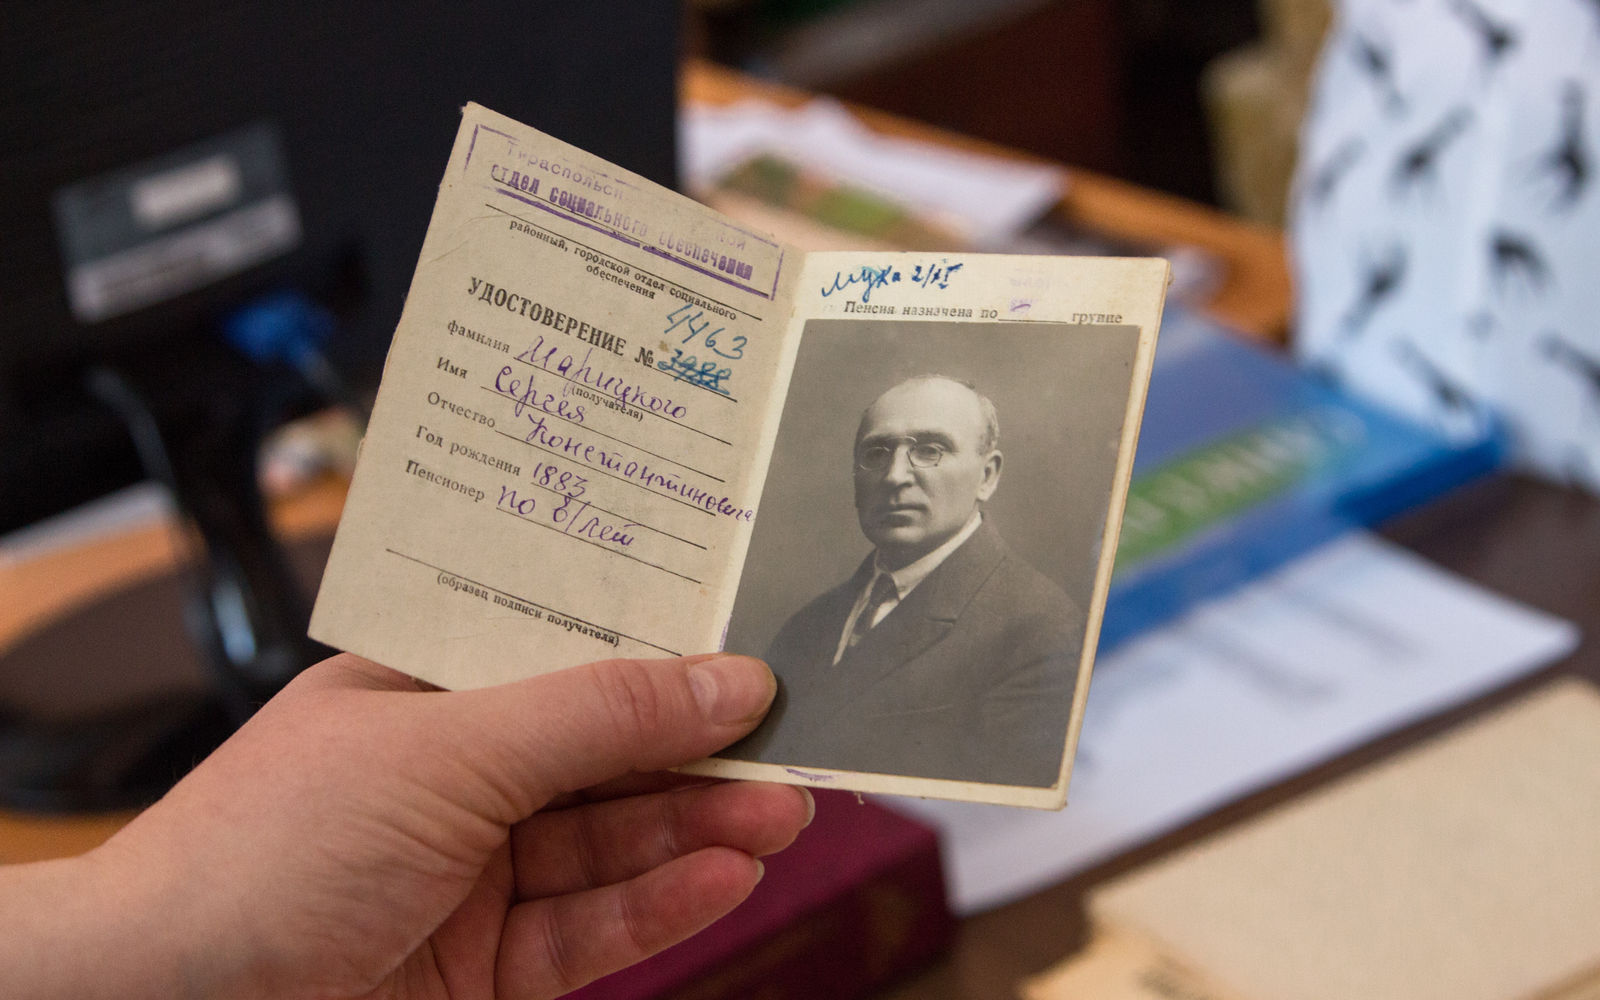 Тираспольск
отдел социального обеспечения
районный, городской отдел социального
обеспечения
УДОСТОВЕРЕНИЕ № 3988
4463
фамилия Марицкого
(получателя)
Имя Сергея
Отчество Константиновича
Год рождения 1883
Пенсионер по в/лет
(образец подписи получателя)
Пенсия назначена по группе